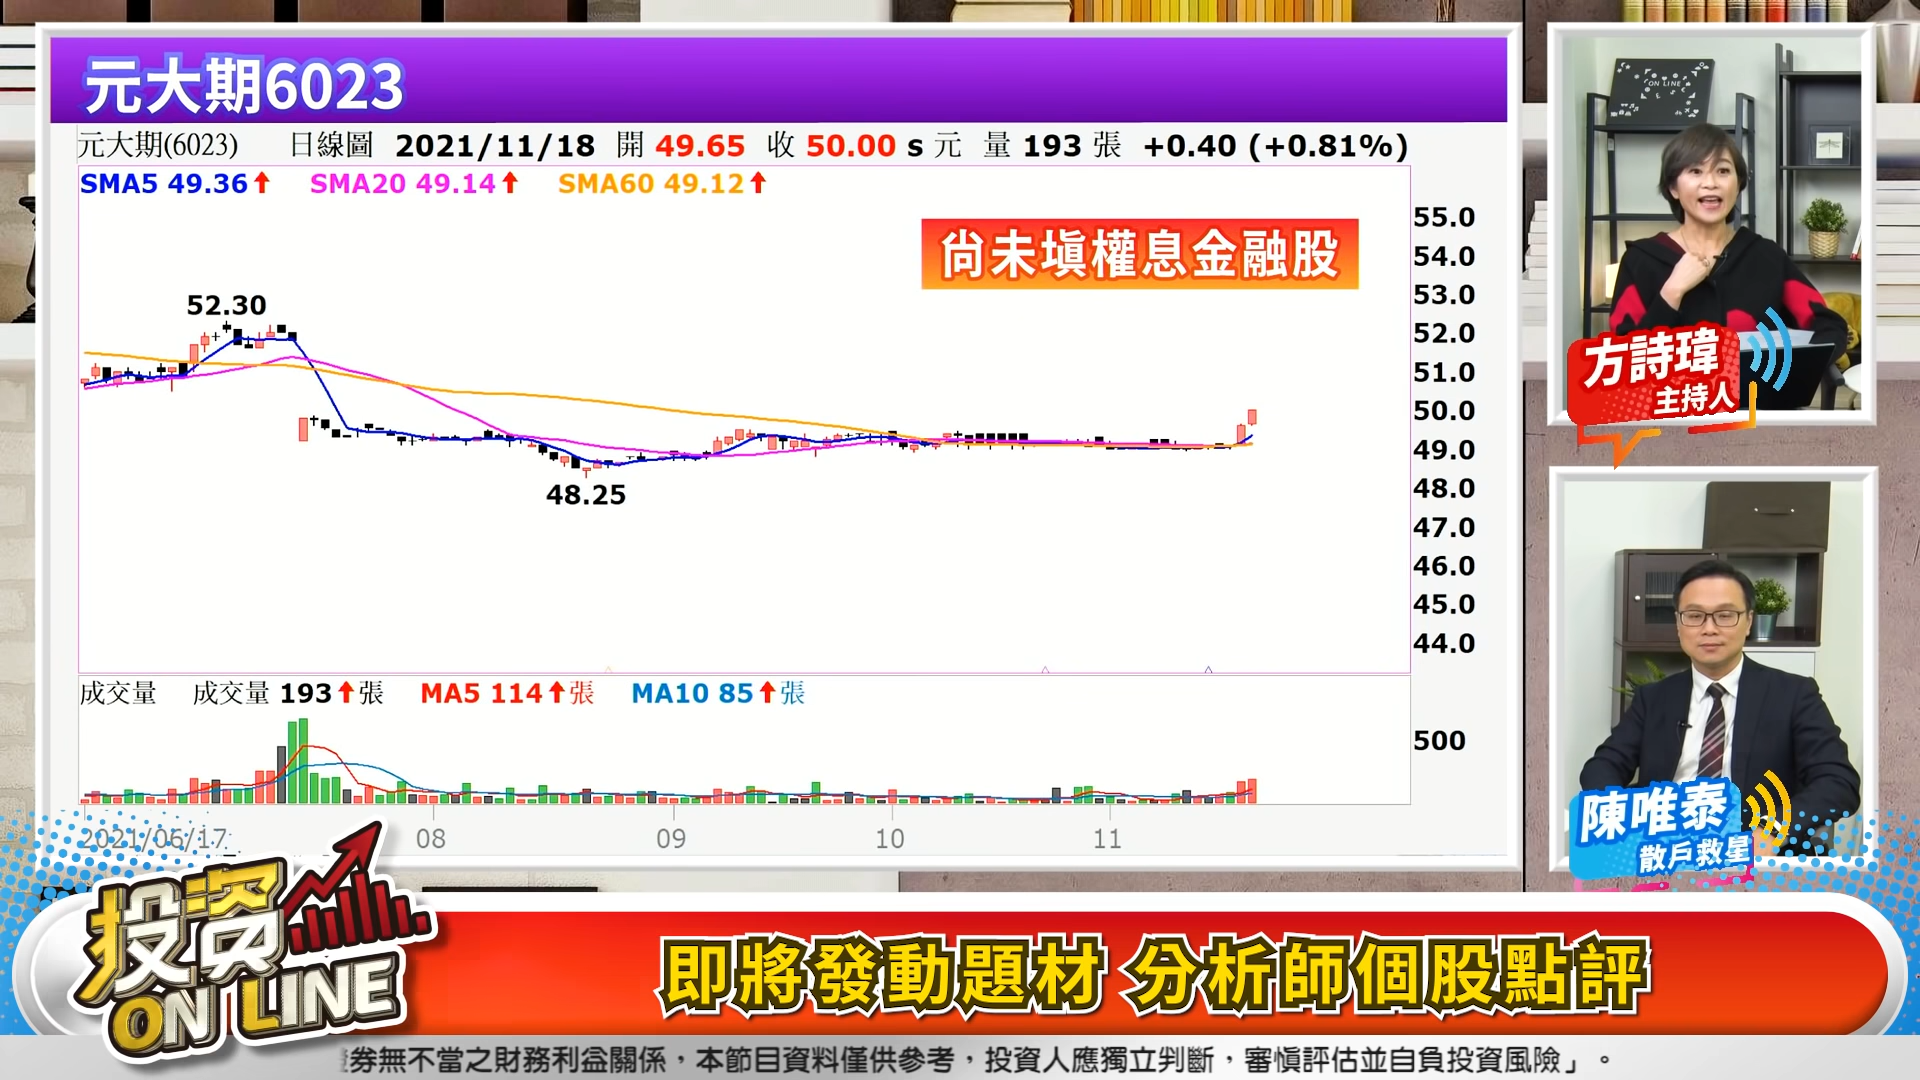 元大期6023
元大期(6023) 日線圖 2021/11/18 開 49.65 收 50.00 s 元 量 193 張 +0.40 (+0.81%)
SMA5 49.36↑ SMA20 49.14↑ SMA60 49.12↑
尚未填權息金融股
52.30
48.25
55.0
54.0
53.0
52.0
51.0
50.0
49.0
48.0
47.0
46.0
45.0
44.0
成交量 成交量 193↑張 MA5 114↑張 MA10 85↑張
500
2021/06/17 08 09 10 11
ON LINE
方詩瑋
主持人
陳唯泰
散戶救星
投資
ON LINE
即將發動題材 分析師個股點評
券無不當之財務利益關係，本節目資料僅供參考，投資人應獨立判斷，審慎評估並自負投資風險」。